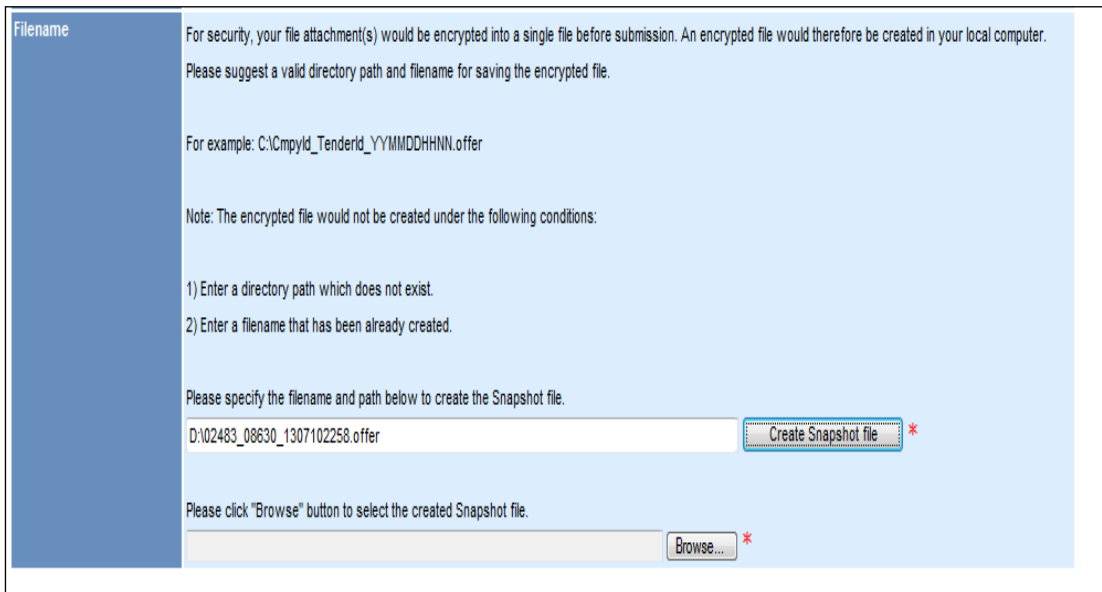 Filename
For security, your file attachment(s) would be encrypted into a single file before submission. An encrypted file would therefore be created in your local computer.
Please suggest a valid directory path and filename for saving the encrypted file.
For example: C:\CmpyId_TenderId_YYMMDDHHNN.offer
Note: The encrypted file would not be created under the following conditions:
1) Enter a directory path which does not exist.
2) Enter a filename that has been already created.
Please specify the filename and path below to create the Snapshot file.
D:\02483_08630_1307102258.offer Create Snapshot file *
Please click "Browse" button to select the created Snapshot file.
Browse... *